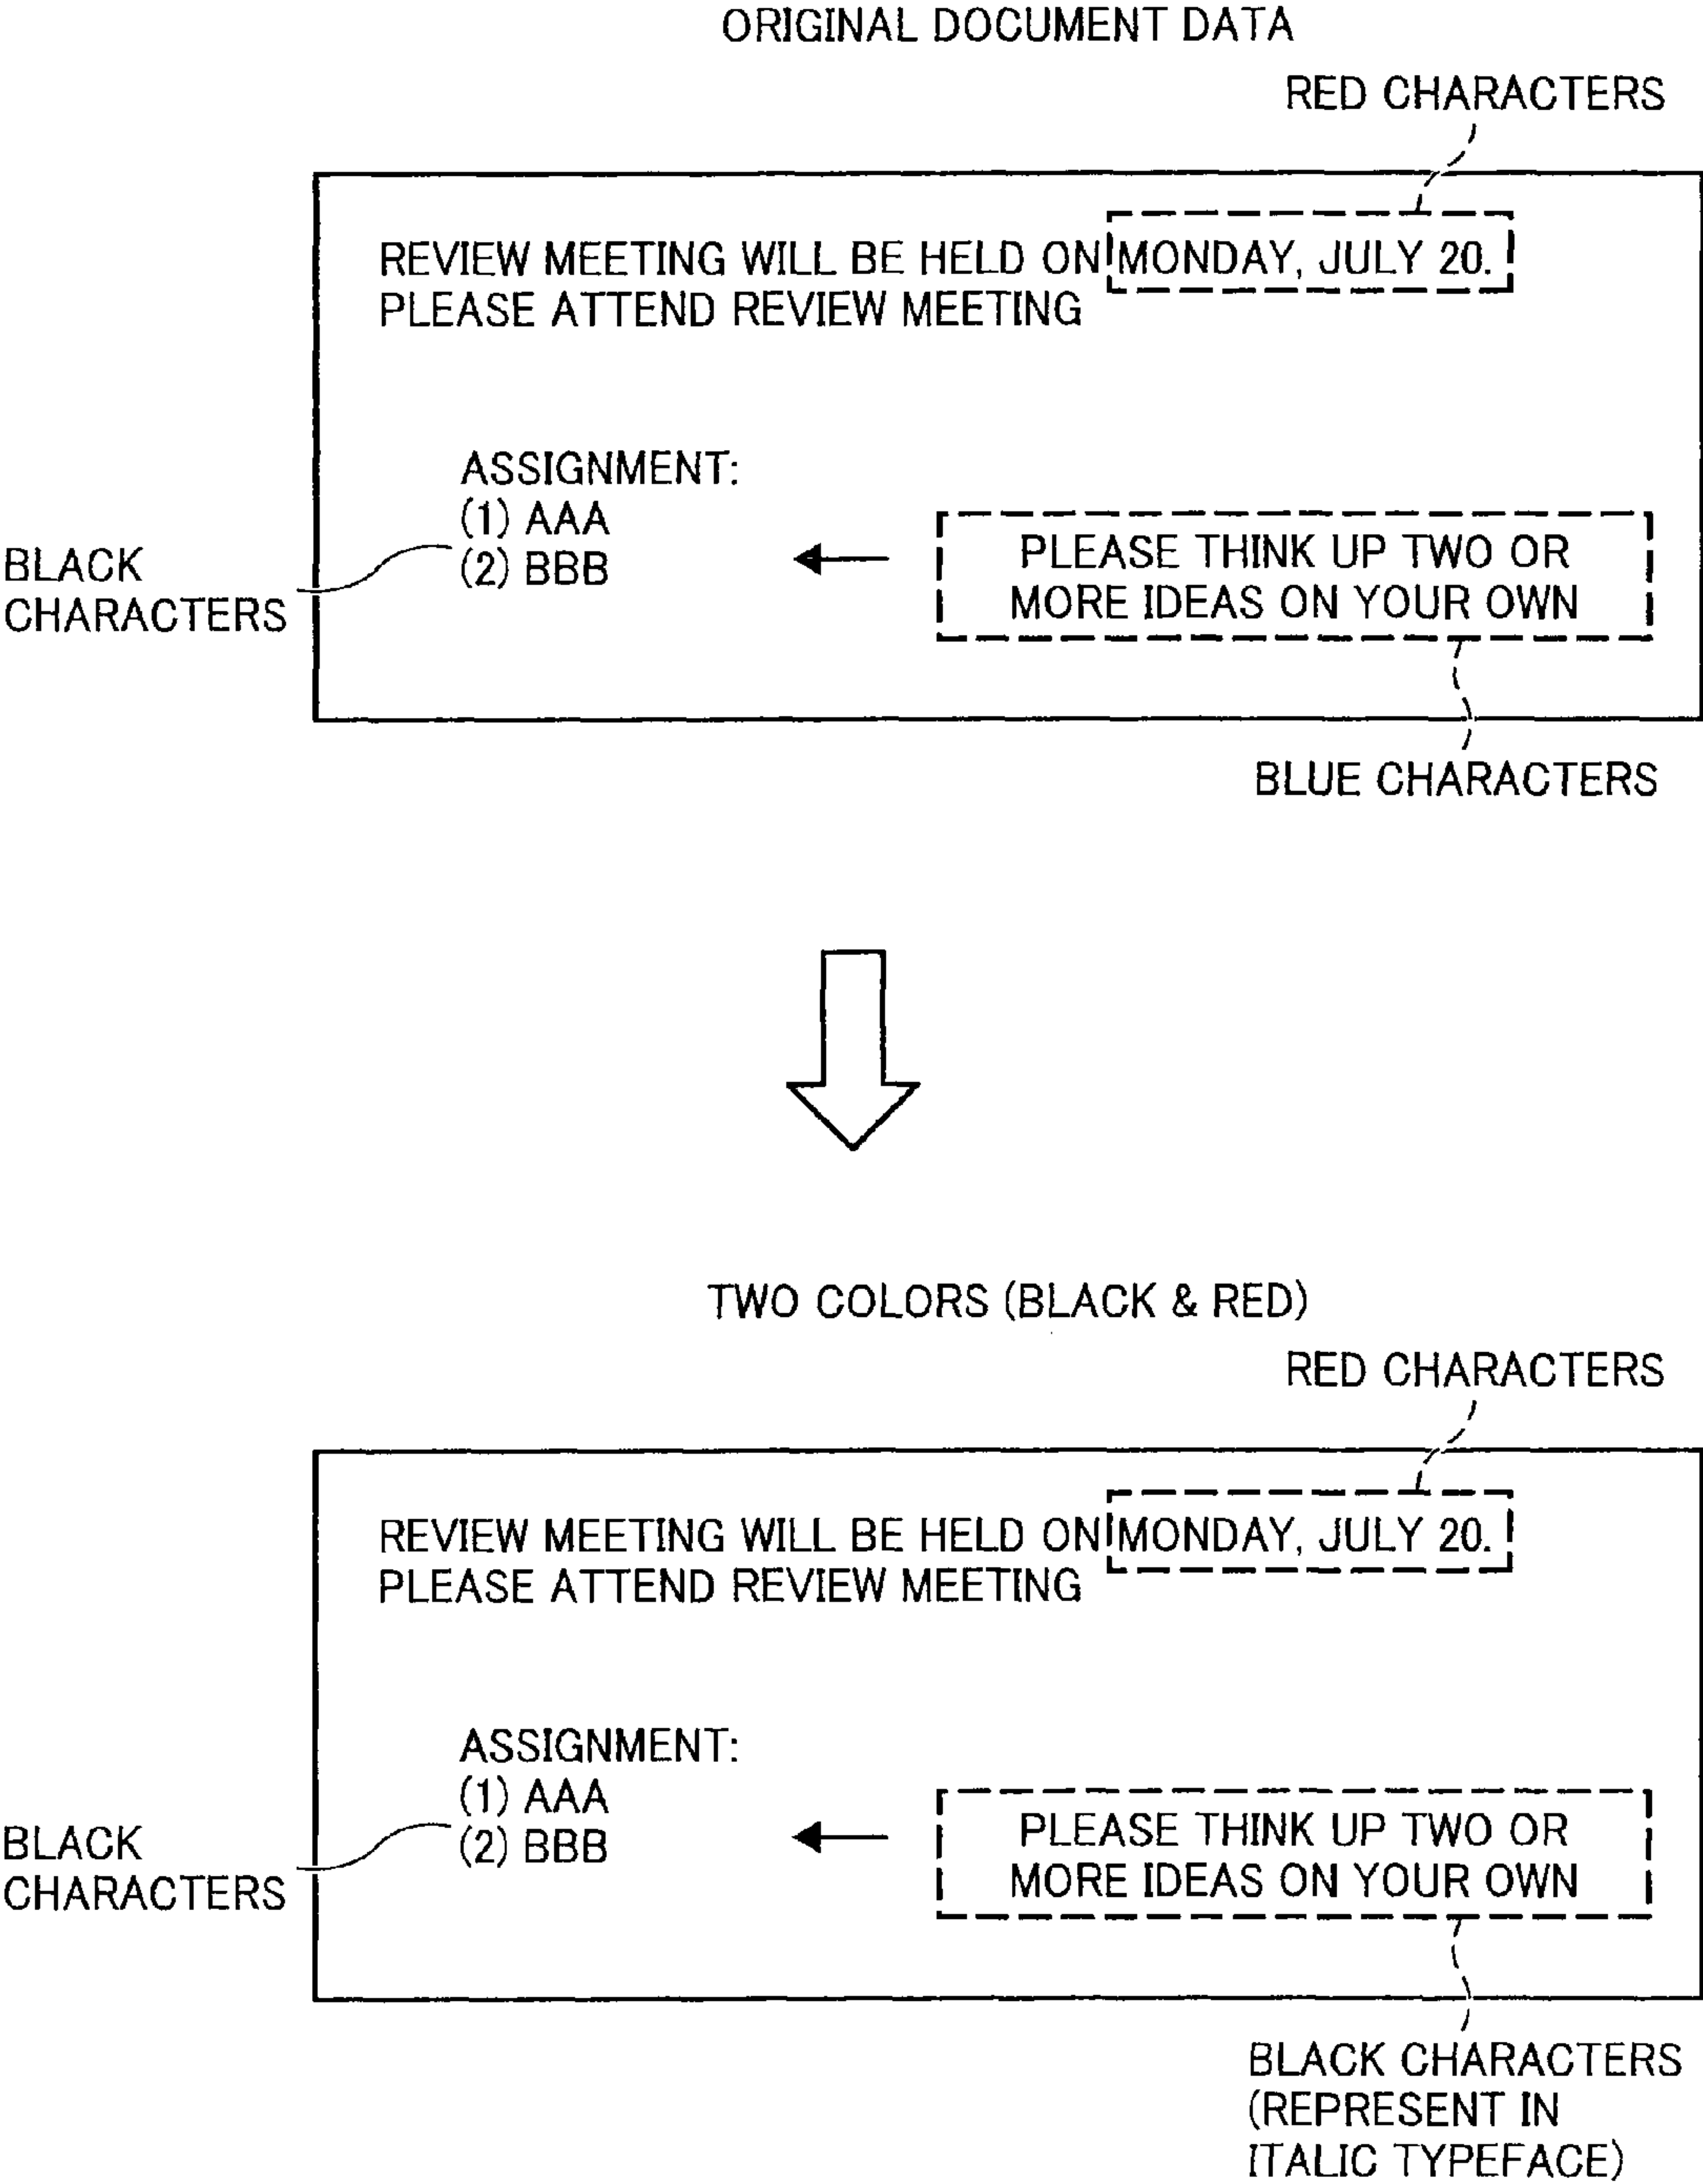 ORIGINAL DOCUMENT DATA
RED CHARACTERS
REVIEW MEETING WILL BE HELD ON MONDAY, JULY 20.
PLEASE ATTEND REVIEW MEETING
ASSIGNMENT:
(1) AAA
(2) BBB
BLACK
CHARACTERS
PLEASE THINK UP TWO OR
MORE IDEAS ON YOUR OWN
BLUE CHARACTERS
TWO COLORS (BLACK & RED)
RED CHARACTERS
REVIEW MEETING WILL BE HELD ON MONDAY, JULY 20.
PLEASE ATTEND REVIEW MEETING
ASSIGNMENT:
(1) AAA
(2) BBB
BLACK
CHARACTERS
PLEASE THINK UP TWO OR
MORE IDEAS ON YOUR OWN
BLACK CHARACTERS
(REPRESENT IN
ITALIC TYPEFACE)